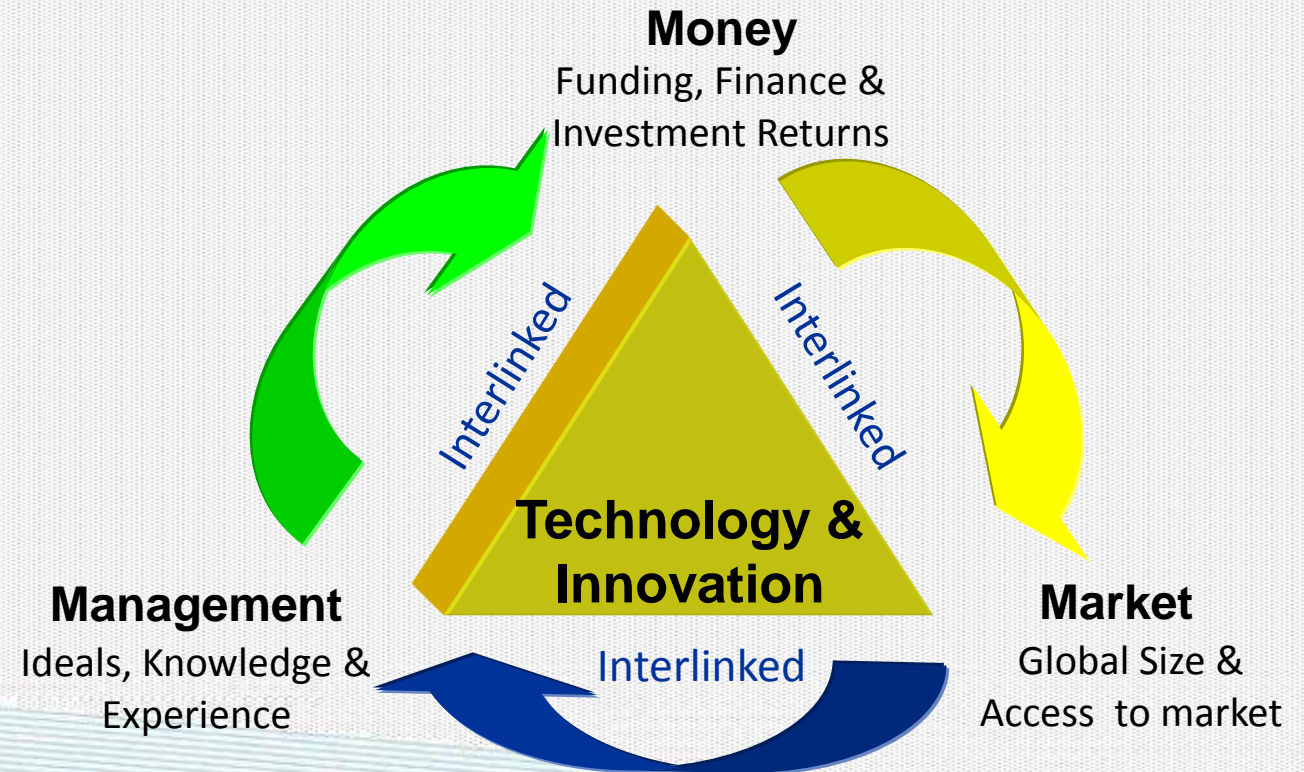 Money
Funding, Finance &
Investment Returns
Interlinked
Interlinked
Technology &
Innovation
Management
Ideals, Knowledge &
Experience
Interlinked
Market
Global Size &
Access to market